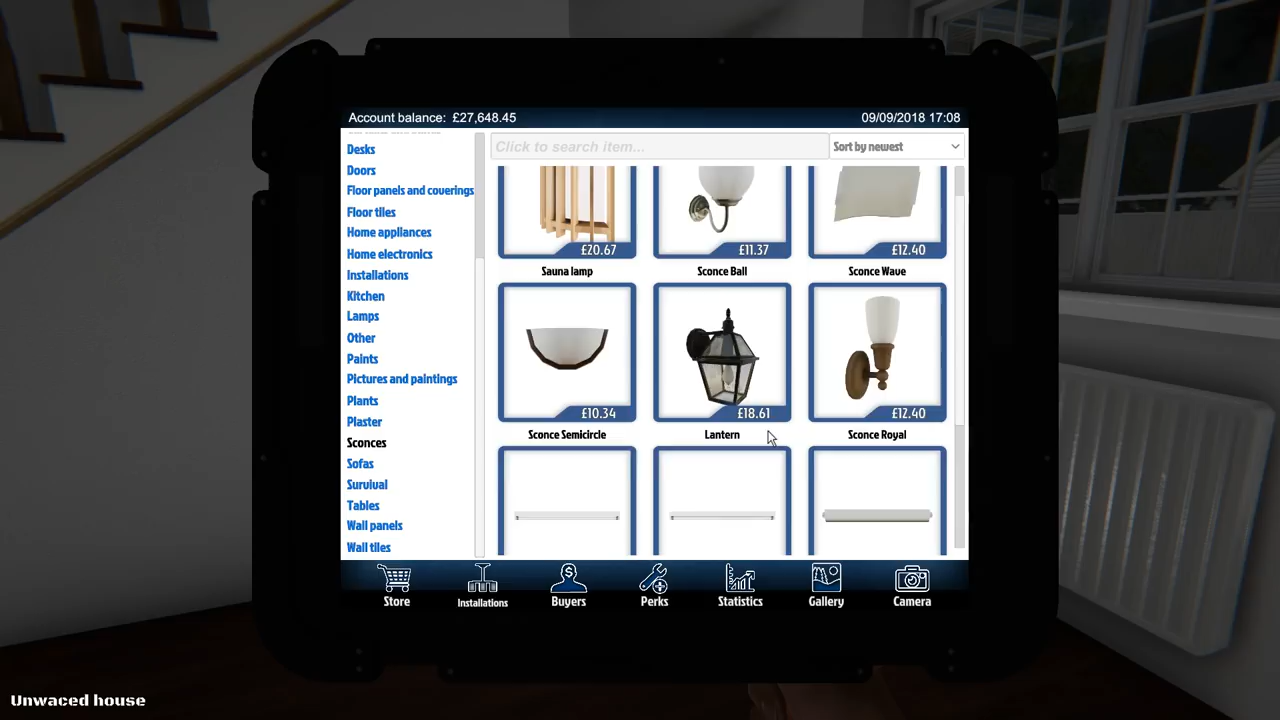 Account balance: £27,648.45
09/09/2018 17:08
Click to search item...
Sort by newest
Desks
Doors
Floor panels and coverings
Floor tiles
Home appliances
Home electronics
Installations
Kitchen
Lamps
Other
Paints
Pictures and paintings
Plants
Plaster
Sconces
Sofas
Survival
Tables
Wall panels
Wall tiles
£20.67
£11.37
£12.40
Sauna lamp
Sconce Ball
Sconce Wave
£10.34
£18.61
£12.40
Sconce Semicircle
Lantern
Sconce Royal
Store
Installations
Buyers
Perks
Statistics
Gallery
Camera
Unwaced house